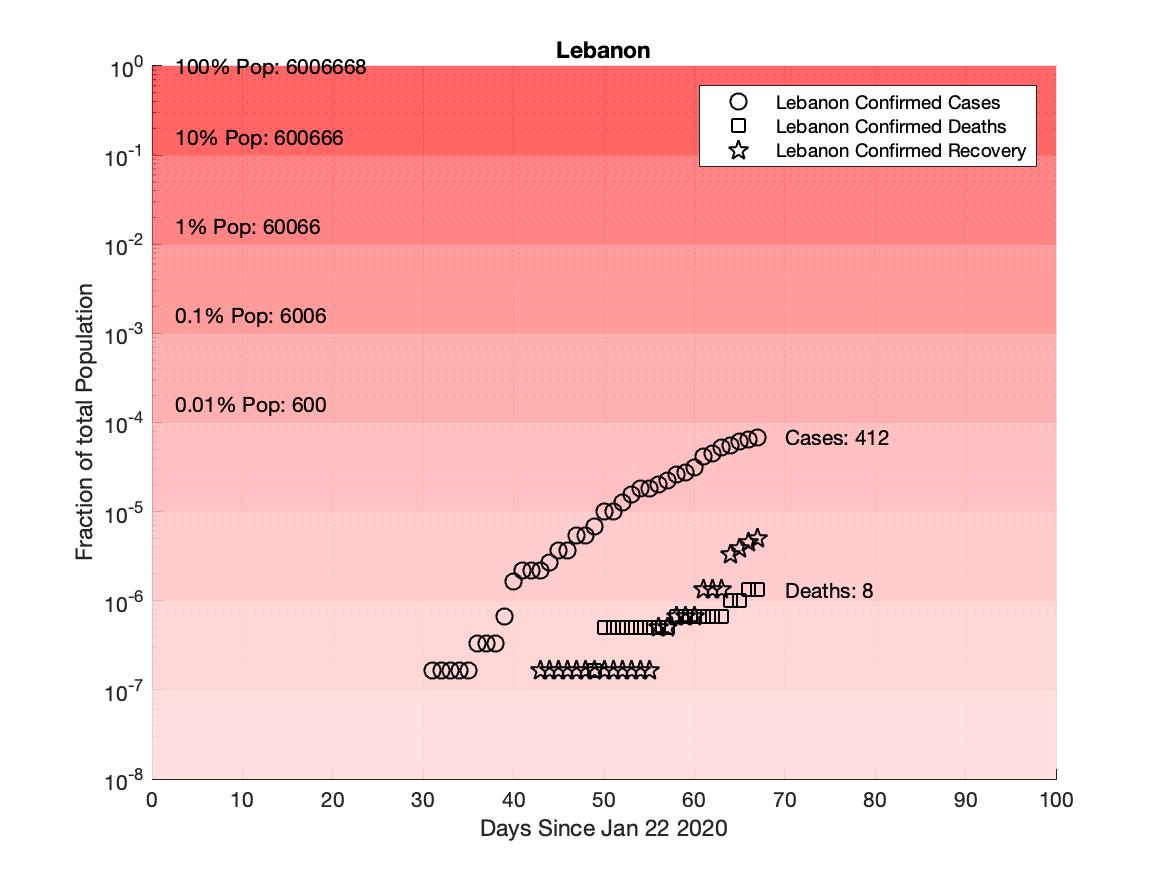 Lebanon
10^0
100% Pop: 6006668
Lebanon Confirmed Cases
Lebanon Confirmed Deaths
Lebanon Confirmed Recovery
10% Pop: 600666
10^-1
1% Pop: 60066
10^-2
0.1% Pop: 6006
10^-3
0.01% Pop: 600
10^-4
Cases: 412
10^-5
Deaths: 8
10^-6
10^-7
10^-8
Fraction of total Population
0 10 20 30 40 50 60 70 80 90 100
Days Since Jan 22 2020